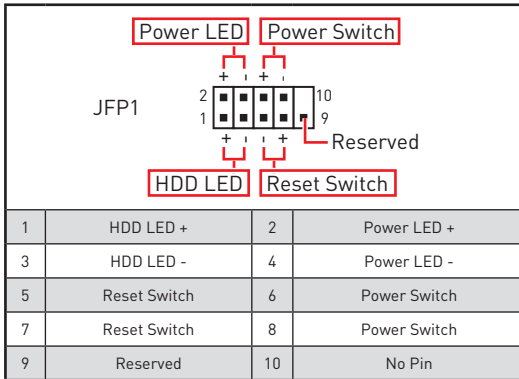 Power LED Power Switch
+ - + -
2 10
JFP1
1 9
+ - - +
Reserved
HDD LED Reset Switch
1 HDD LED + 2 Power LED +
3 HDD LED - 4 Power LED -
5 Reset Switch 6 Power Switch
7 Reset Switch 8 Power Switch
9 Reserved 10 No Pin